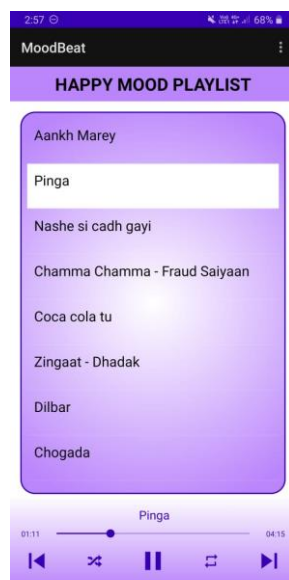 2:57
68%
MoodBeat
HAPPY MOOD PLAYLIST
Aankh Marey
Pinga
Nashe si cadh gayi
Chamma Chamma - Fraud Saiyaan
Coca cola tu
Zingaat - Dhadak
Dilbar
Chogada
Pinga
01:11
04:15